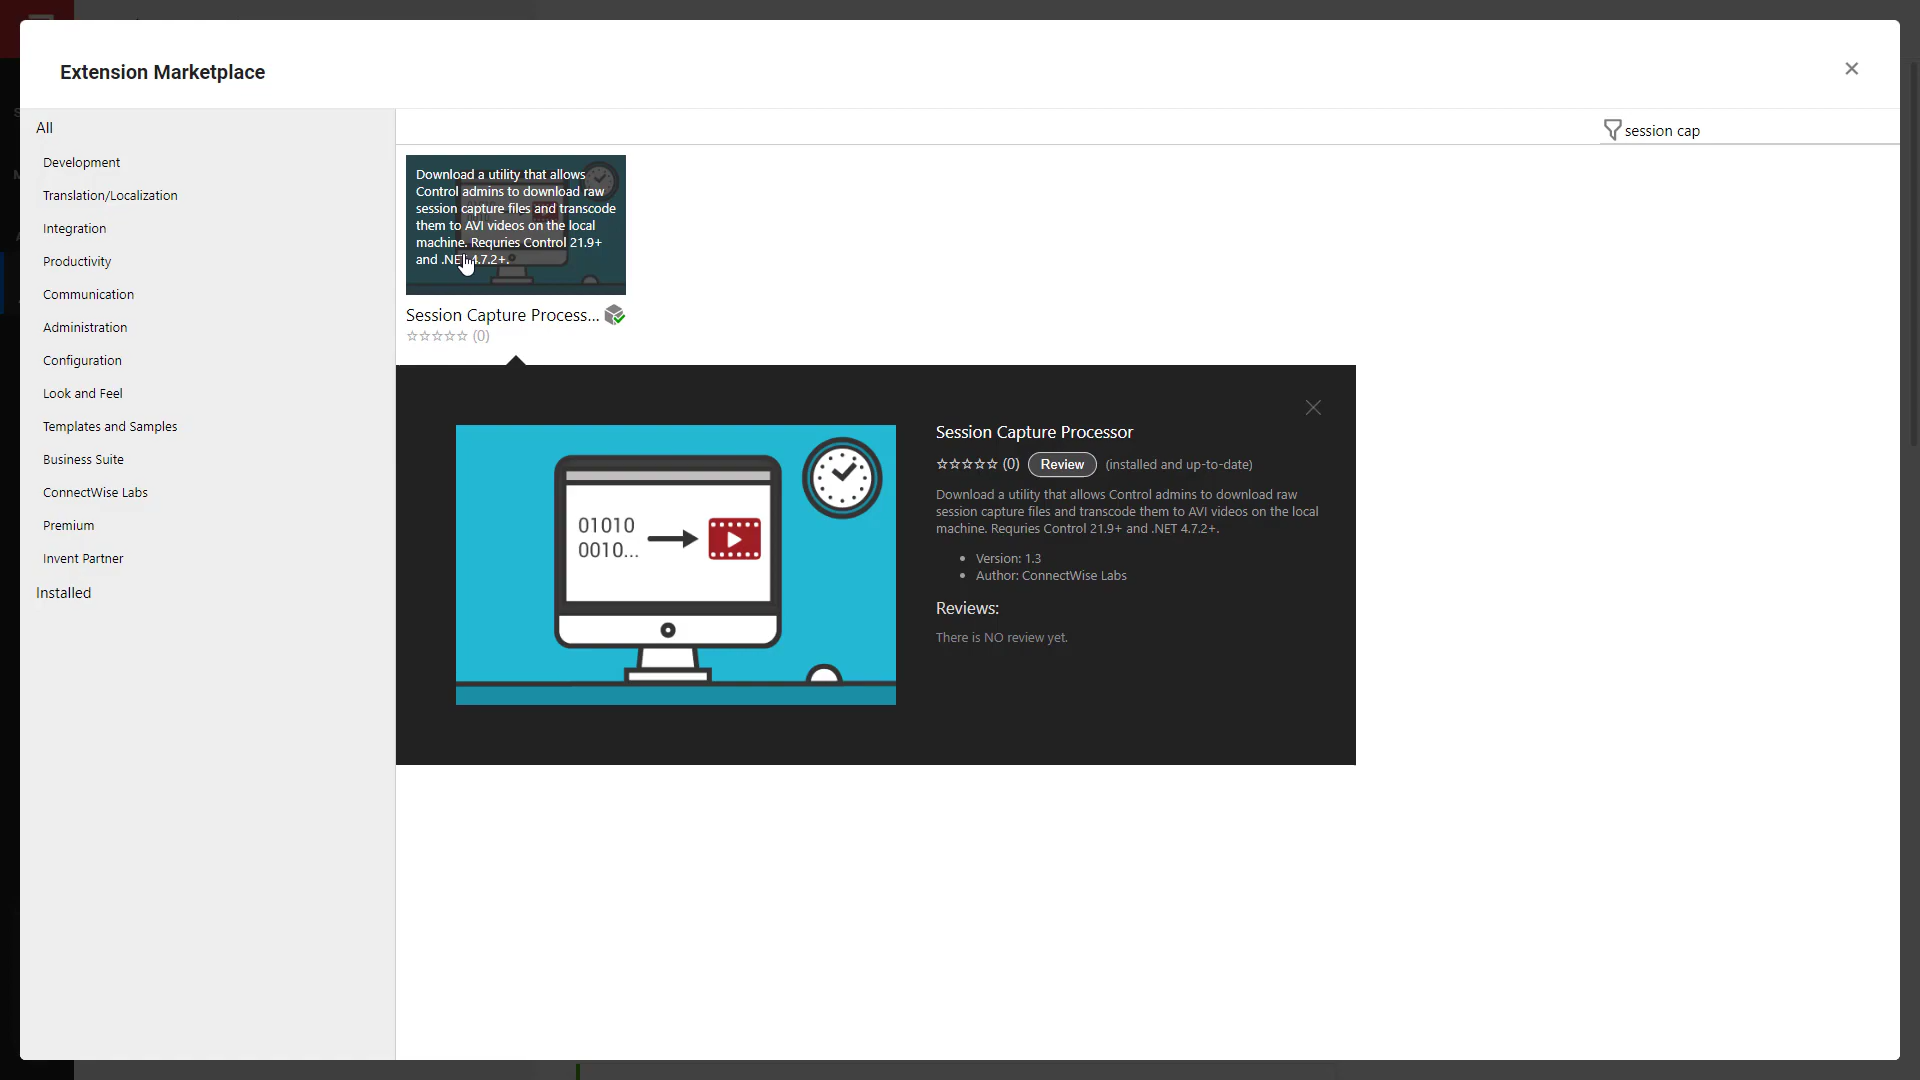 Extension Marketplace
All
Development
Translation/Localization
Integration
Productivity
Communication
Administration
Configuration
Look and Feel
Templates and Samples
Business Suite
ConnectWise Labs
Premium
Invent Partner
Installed
session cap
Download a utility that allows
Control admins to download raw
session capture files and transcode
them to AVI videos on the local
machine. Requries Control 21.9+
and .NET 4.7.2+.
Session Capture Process...
(0)
01010
0010...
Session Capture Processor
(0) Review (installed and up-to-date)
Download a utility that allows Control admins to download raw
session capture files and transcode them to AVI videos on the local
machine. Requries Control 21.9+ and .NET 4.7.2+.
Version: 1.3
Author: ConnectWise Labs
Reviews:
There is NO review yet.